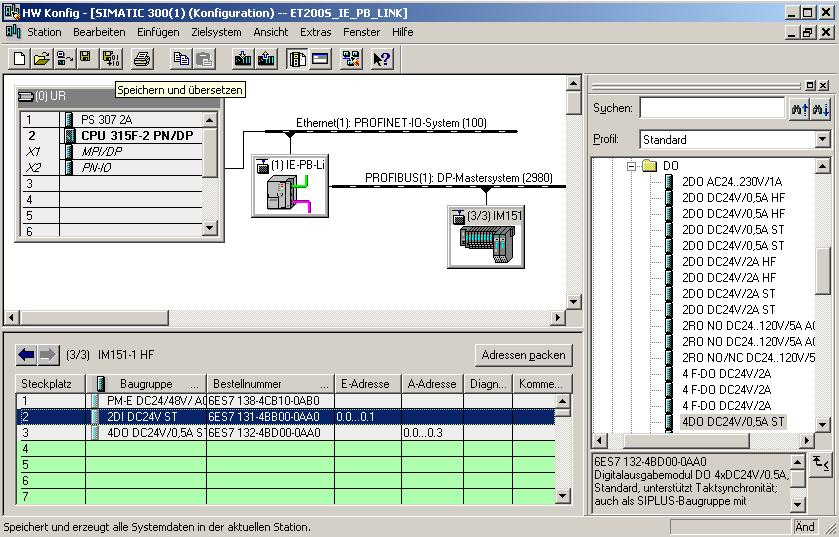 HW Konfig - [SIMATIC 300(1) (Konfiguration) -- ET200S_IE_PB_LINK]
Station Bearbeiten Einfügen Zielsystem Ansicht Extras Fenster Hilfe
Speichern und übersetzen
(0) UR
1 PS 307 2A
2 CPU 315F-2 PN/DP
X1 MPI/DP
X2 PN-IO
3
4
5
6
Ethernet(1): PROFINET-IO-System (100)
(1) IE-PB-Li
PROFIBUS(1): DP-Mastersystem (2980)
(3/3) IM151
Suchen:
Profil: Standard
DO
2DO AC24..230V/1A
2DO DC24V/0,5A HF
2DO DC24V/0,5A HF
2DO DC24V/0,5A ST
2DO DC24V/0,5A ST
2DO DC24V/2A HF
2DO DC24V/2A HF
2DO DC24V/2A ST
2DO DC24V/2A ST
2RO NO DC24..120V/5A AC
2RO NO DC24..120V/5A AC
2RO NO/NC DC24..120V/5
4 F-DO DC24V/2A
4 F-DO DC24V/2A
4 F-DO DC24V/2A
4DO DC24V/0,5A ST
6ES7 132-4BD00-0AA0
Digitalausgabemodul DO 4xDC24V/0.5A,
Standard, unterstützt Taktsynchronität;
auch als SIPLUS-Baugruppe mit
(3/3) IM151-1 HF
Adressen packen
Steckplatz Baugruppe ... Bestellnummer ... E-Adresse A-Adresse Diagn... Komme...
1 PM-E DC24/48V/ AC 6ES7 138-4CB10-0AB0
2 2DI DC24V ST 6ES7 131-4BB00-0AA0 0.0...0.1
3 4DO DC24V/0,5A ST 6ES7 132-4BD00-0AA0 0.0...0.3
4
5
6
7
Speichert und erzeugt alle Systemdaten in der aktuellen Station.
Änd